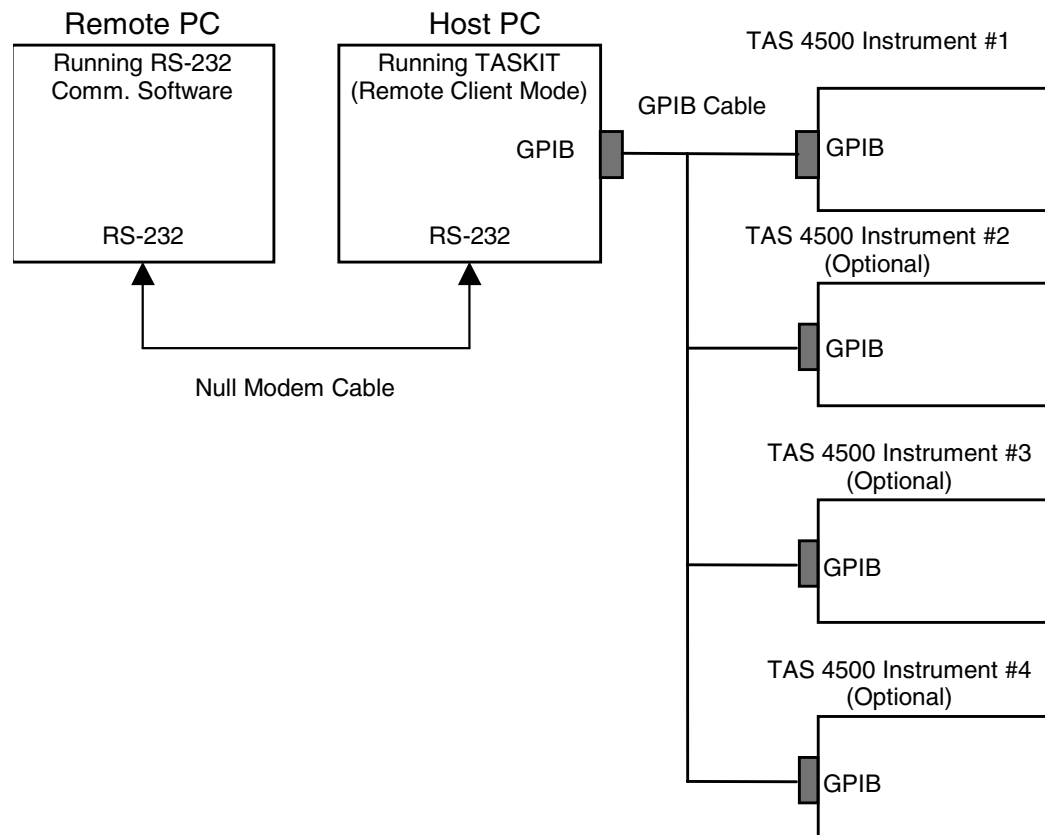 Remote PC
Running RS-232
Comm. Software
RS-232
Host PC
Running TASKIT
(Remote Client Mode)
GPIB
RS-232
Null Modem Cable
GPIB Cable
TAS 4500 Instrument #1
GPIB
TAS 4500 Instrument #2
(Optional)
GPIB
TAS 4500 Instrument #3
(Optional)
GPIB
TAS 4500 Instrument #4
(Optional)
GPIB